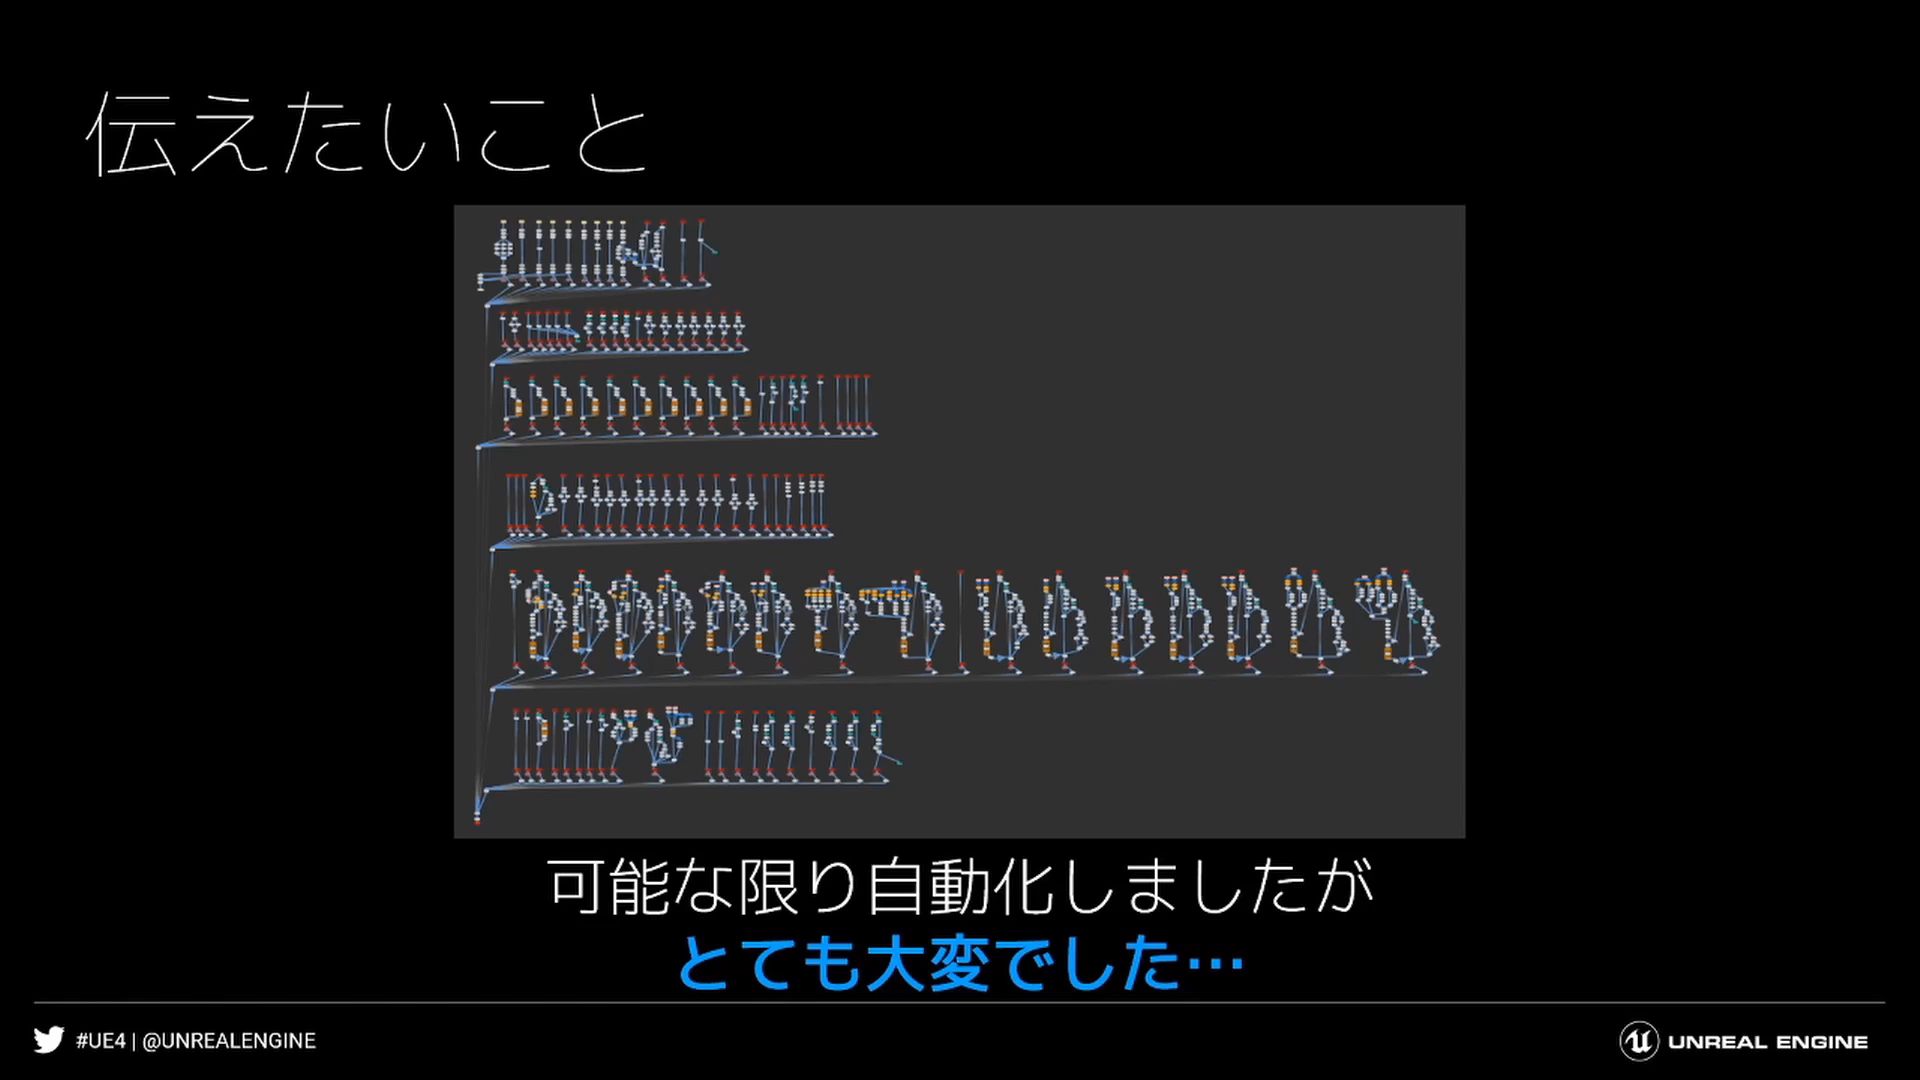 伝えたいこと
可能な限り自動化しましたが
とても大変でした…
#UE4 | @UNREALENGINE
UNREAL ENGINE